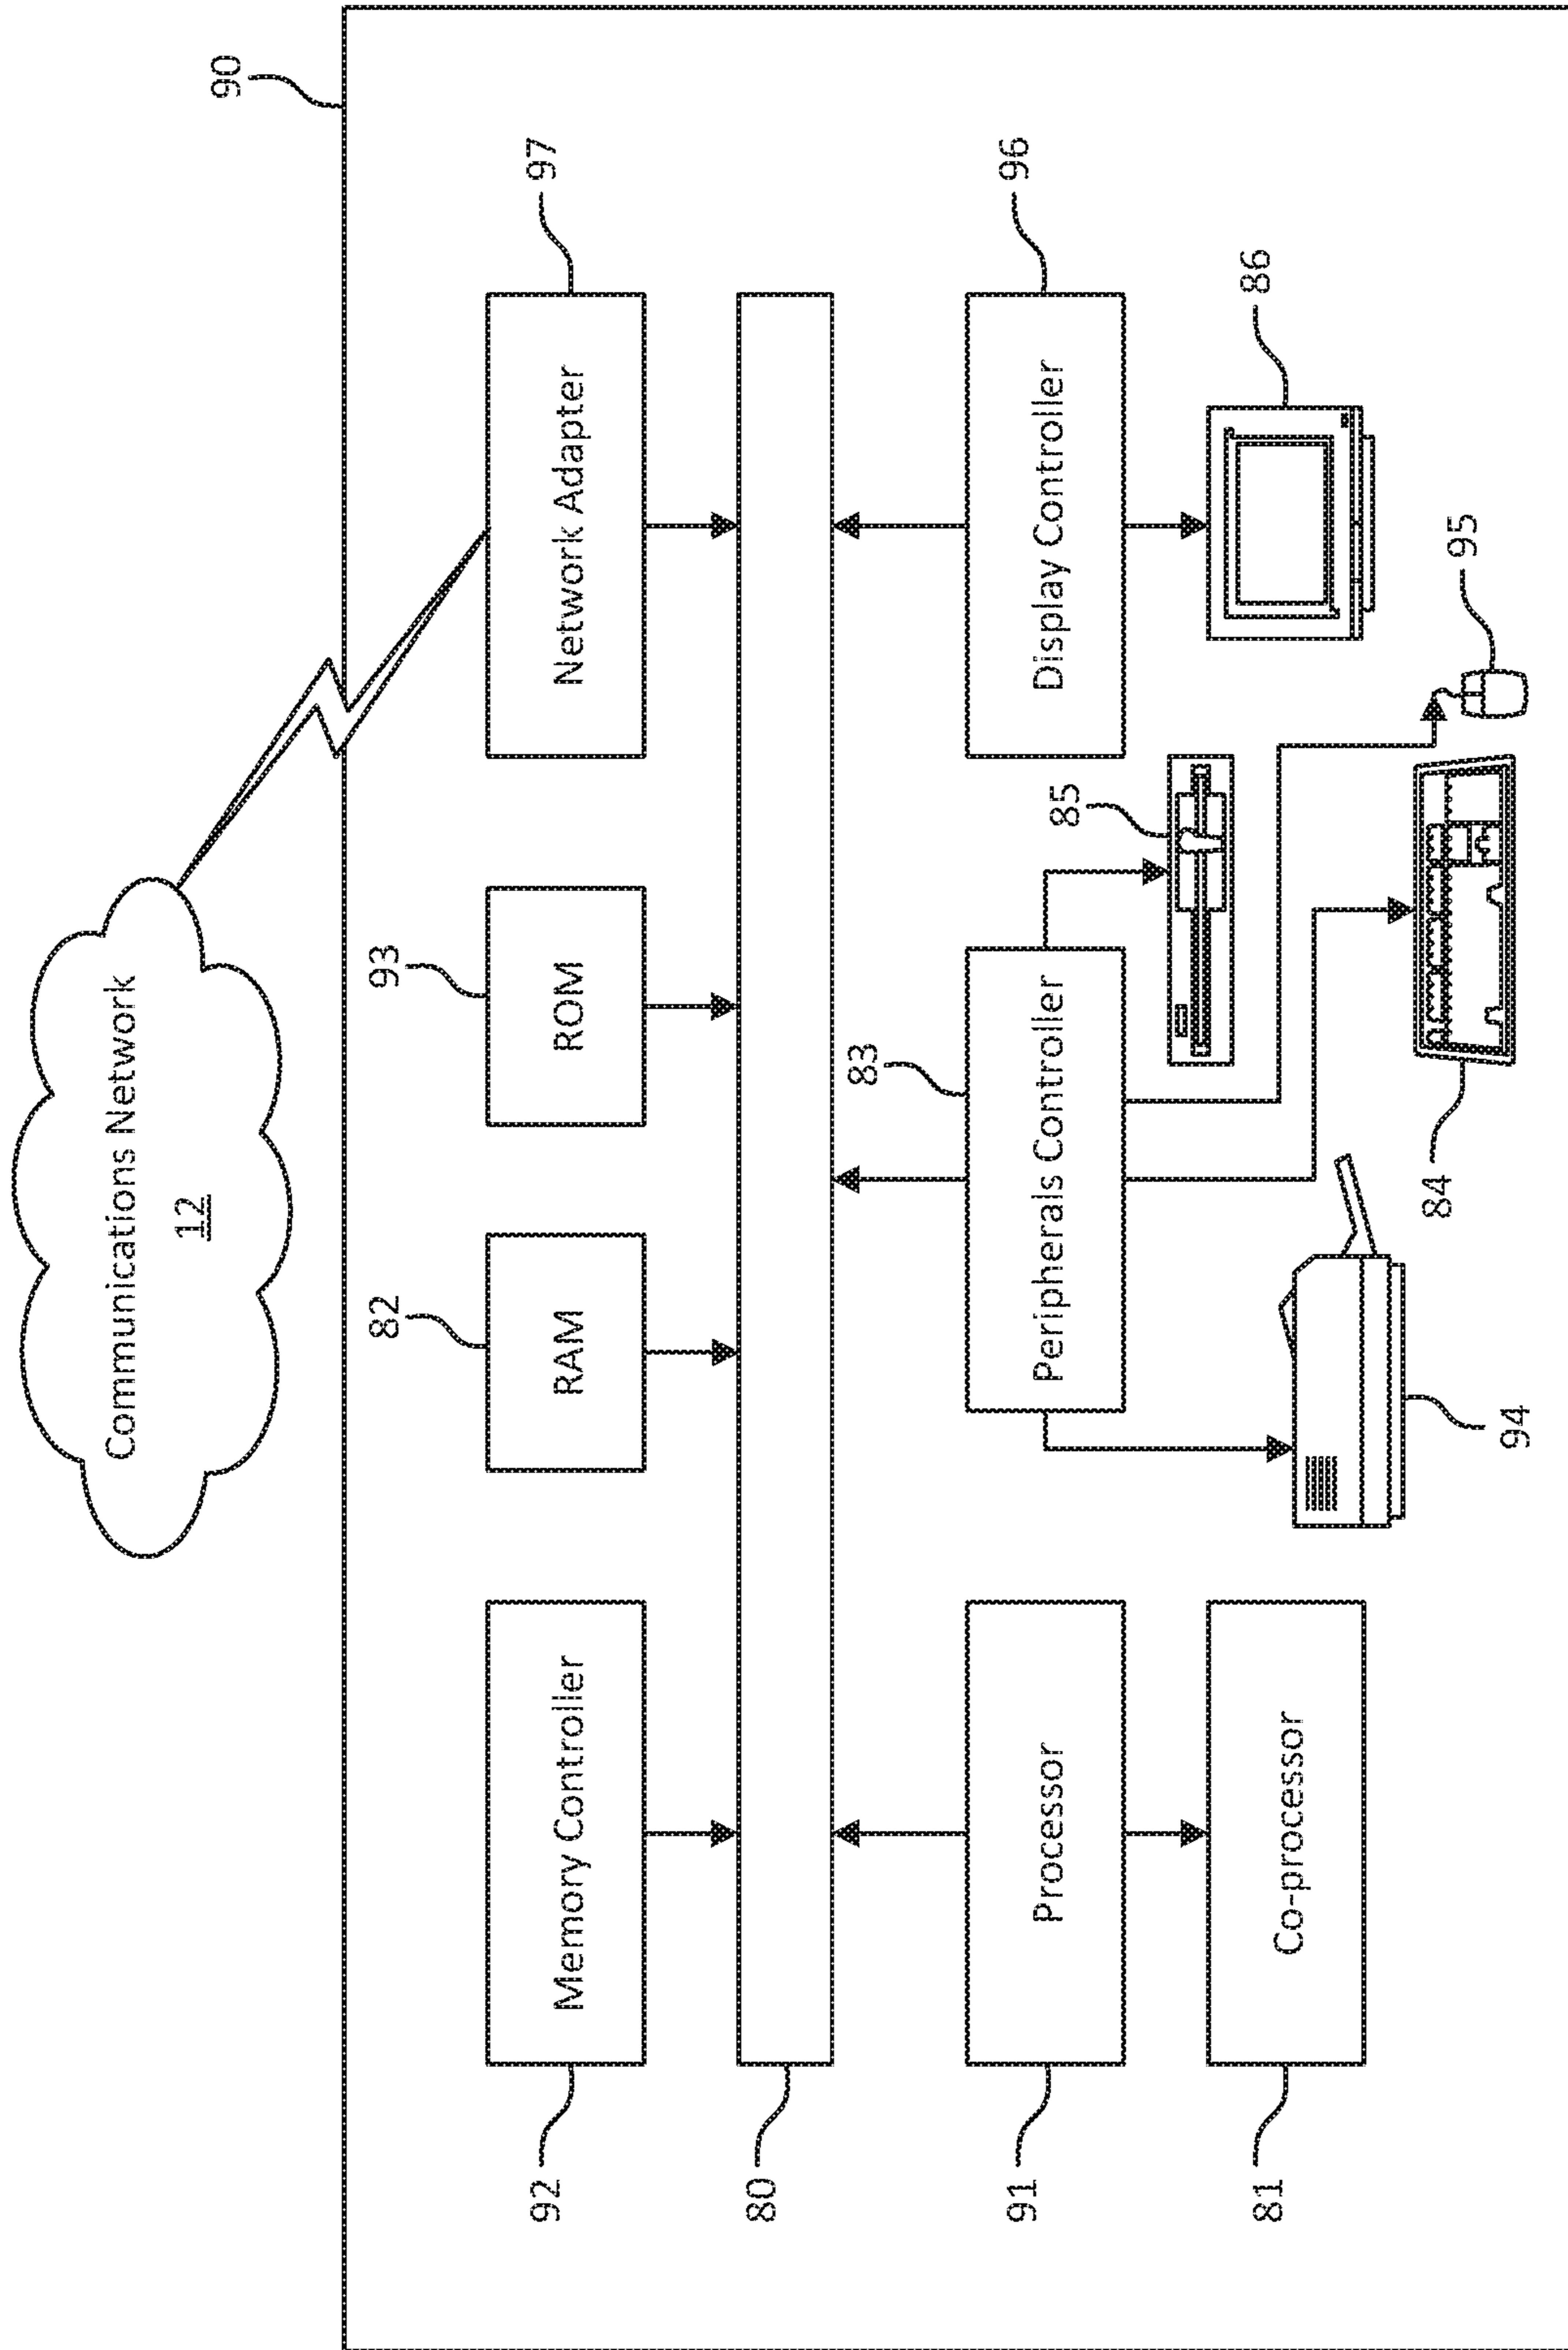 Communications Network
12
90
Memory Controller
92
RAM
82
ROM
93
Network Adapter
97
80
Processor
91
Peripherals Controller
83
Display Controller
96
Co-processor
81
94
84
85
95
86